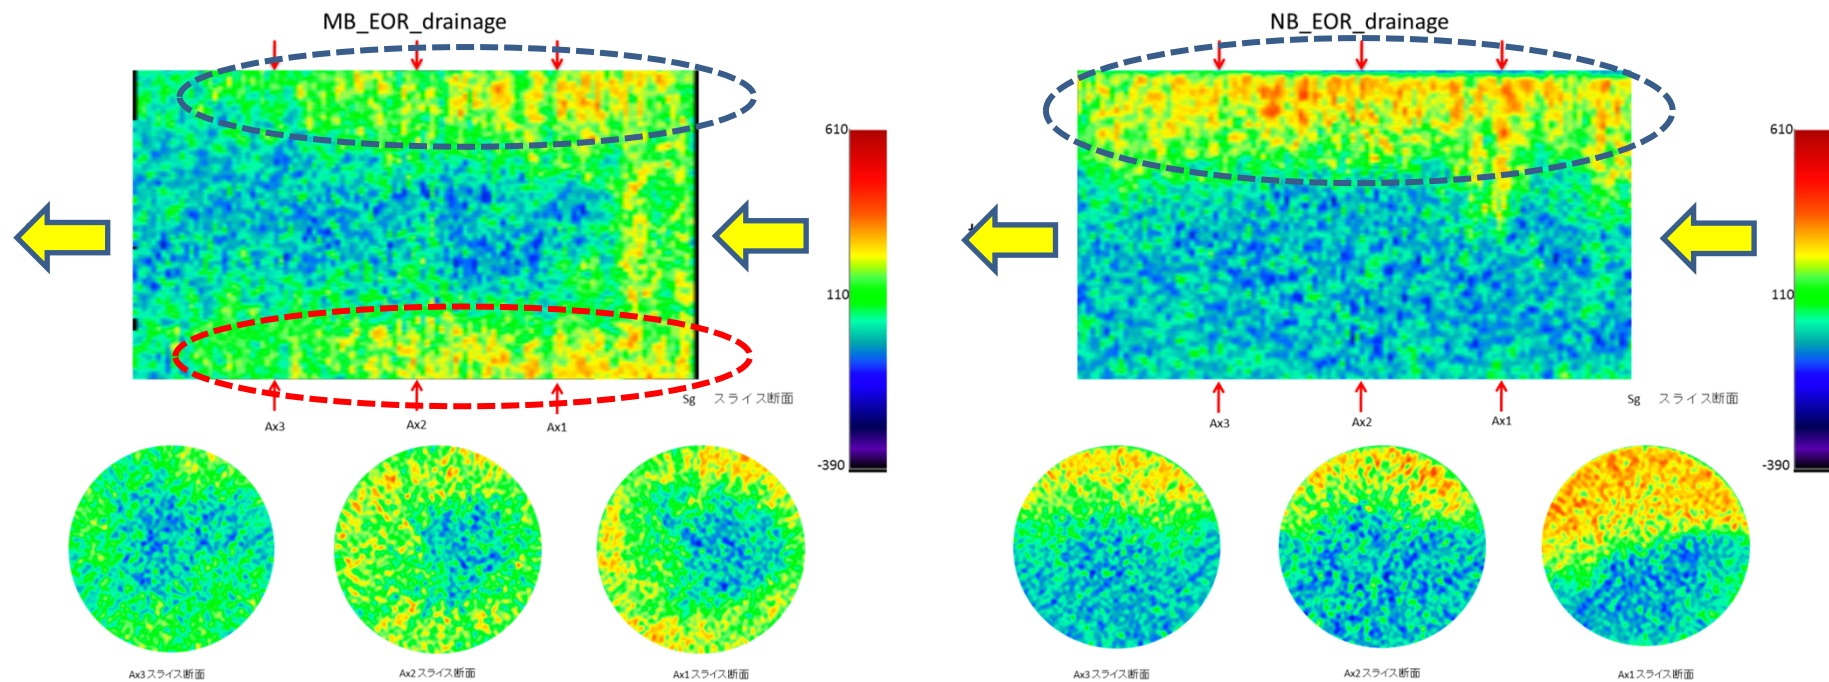 MB_EOR_drainage
610
110
-390
Sg スライス断面
Ax3
Ax2
Ax1
Ax3スライス断面
Ax2スライス断面
Ax1スライス断面
NB_EOR_drainage
610
110
-390
Sg スライス断面
Ax3
Ax2
Ax1
Ax3スライス断面
Ax2スライス断面
Ax1スライス断面